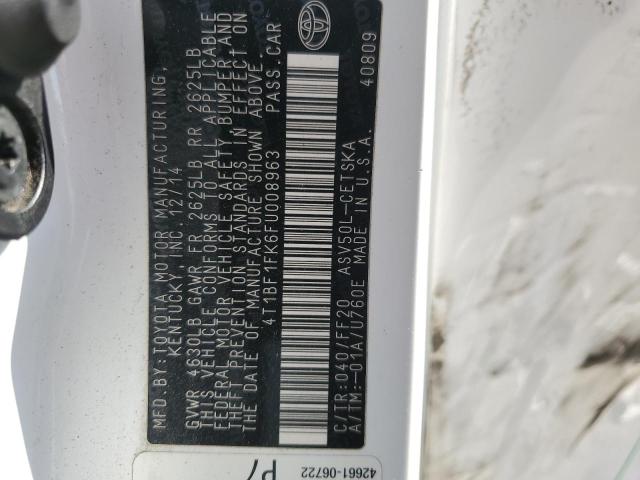 MFG. BY:TOYOTA MOTOR MANUFACTURING,
KENTUCKY, INC. 12/14
GVWR 4630LB GAWR FR 2625LB RR 2625LB
THIS VEHICLE CONFORMS TO ALL APPLICABLE
FEDERAL MOTOR VEHICLE SAFETY, BUMPER, AND
THEFT PREVENTION STANDARDS IN EFFECT ON
THE DATE OF MANUFACTURE SHOWN ABOVE.
4T1BF1FK6FU008963 PASS.CAR
C/TR:040/FF20 ASV50L-CETSKA
A/TM:-01A/U760E MADE IN U.S.A.
40809
42661-06722